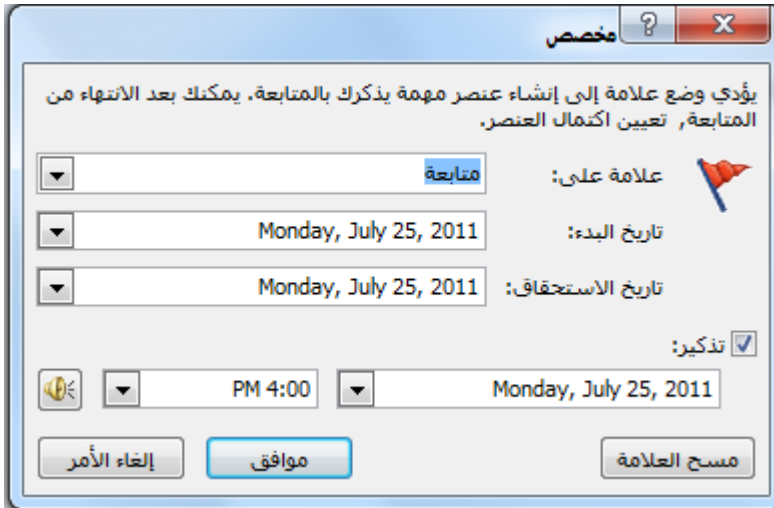 مخصص
يؤدي وضع علامة إلى إنشاء عنصر مهمة يذكرك بالمتابعة. يمكنك بعد الانتهاء من
المتابعة, تعيين اكتمال العنصر.
علامة على: متابعة
تاريخ البدء: Monday, July 25, 2011
تاريخ الاستحقاق: Monday, July 25, 2011
تذكير:
Monday, July 25, 2011 PM 4:00
مسح العلامة موافق إلغاء الأمر